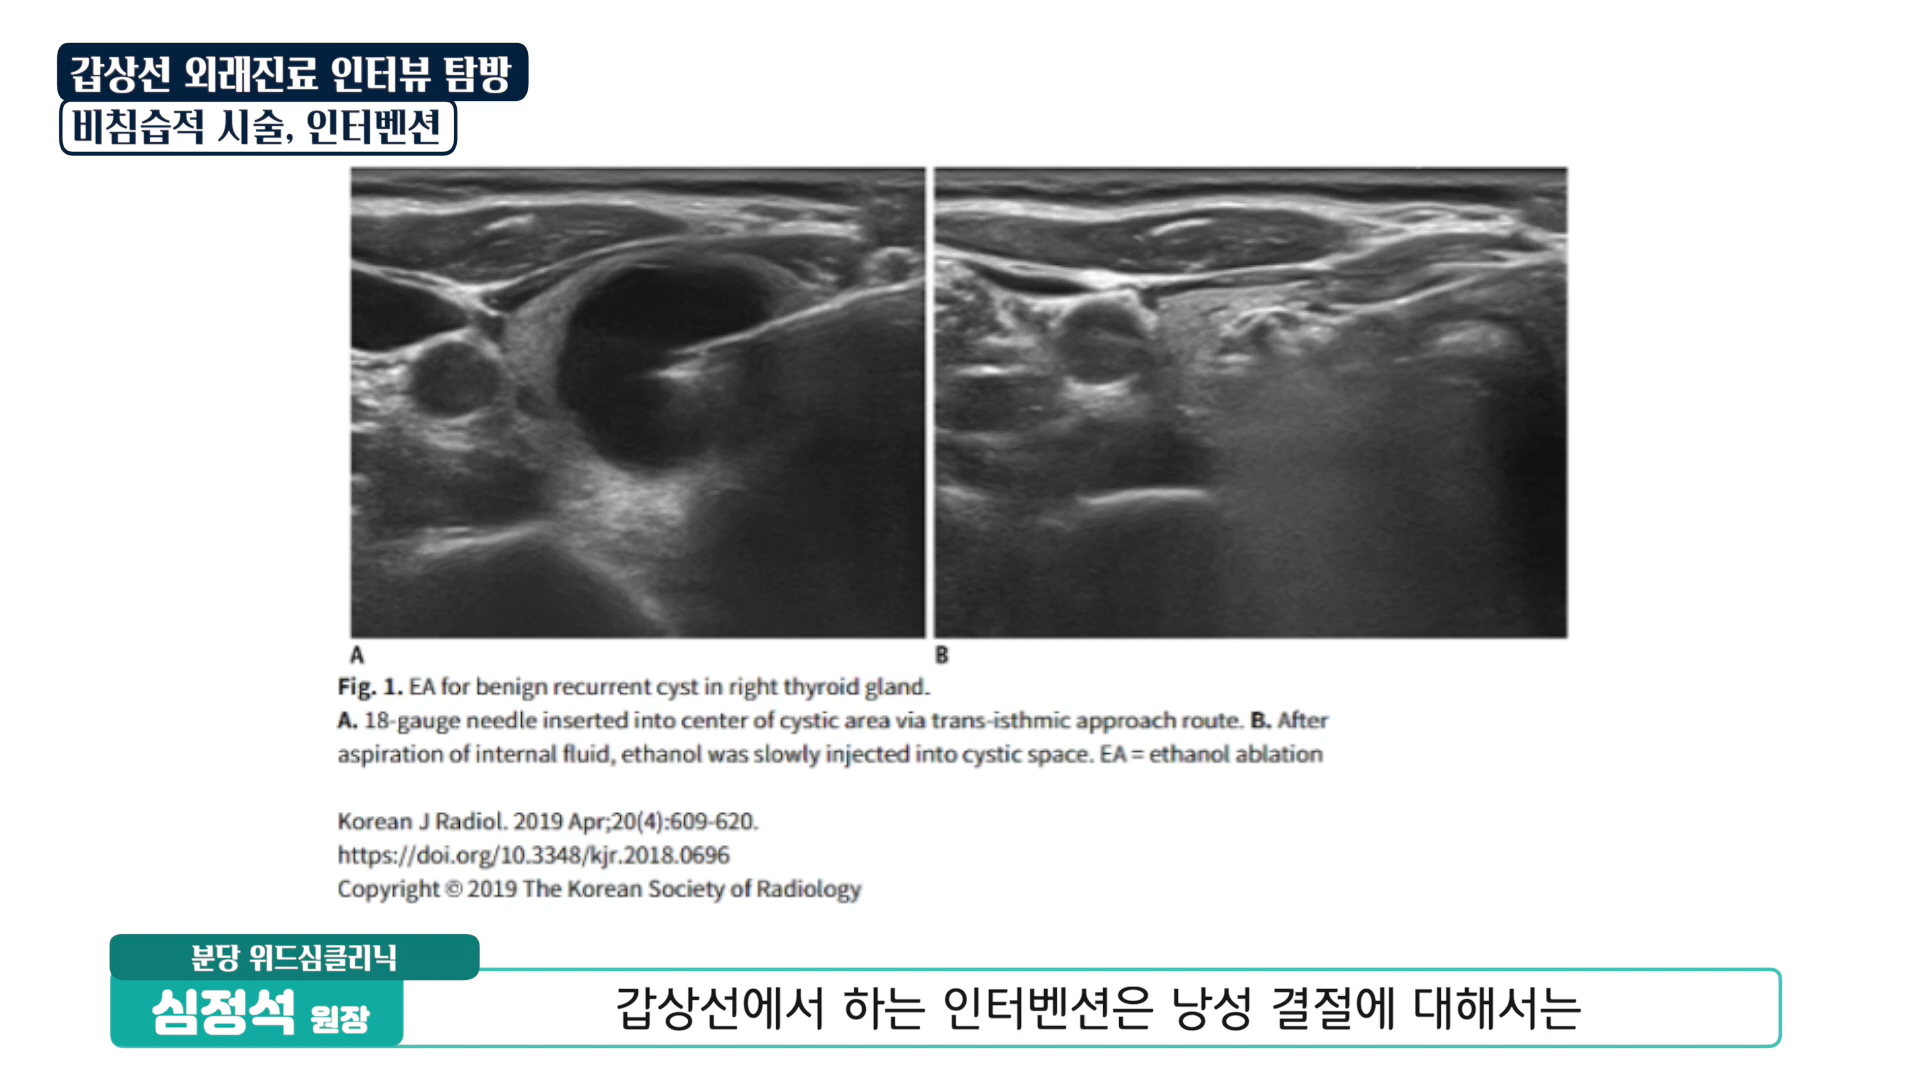 갑상선 외래진료 인터뷰 탐방
비침습적 시술, 인터벤션
A
B
Fig. 1. EA for benign recurrent cyst in right thyroid gland.
A. 18-gauge needle inserted into center of cystic area via trans-isthmic approach route. B. After
aspiration of internal fluid, ethanol was slowly injected into cystic space. EA = ethanol ablation
Korean J Radiol. 2019 Apr;20(4):609-620.
https://doi.org/10.3348/kjr.2018.0696
Copyright © 2019 The Korean Society of Radiology
분당 위드심클리닉
심정석 원장
갑상선에서 하는 인터벤션은 낭성 결절에 대해서는